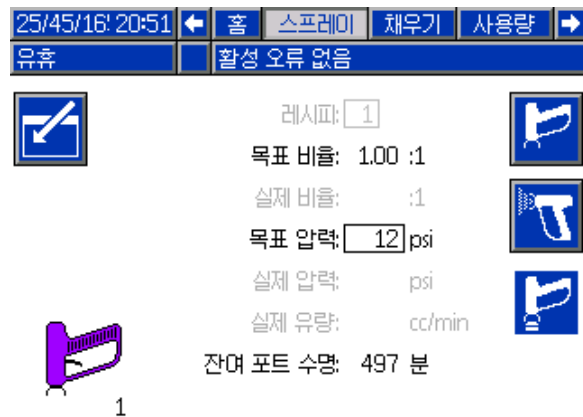 25/45/16 20:51 홈 스프레이 채우기 사용량
유휴 활성 오류 없음
레시피: 1
목표 비율: 1.00 :1
실제 비율: :1
목표 압력: 12 psi
실제 압력: psi
실제 유량: cc/min
잔여 포트 수명: 497 분
1